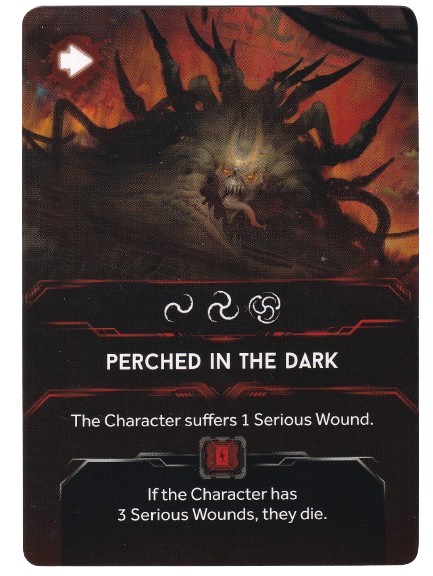 PERCHED IN THE DARK
The Character suffers 1 Serious Wound.
If the Character has
3 Serious Wounds, they die.